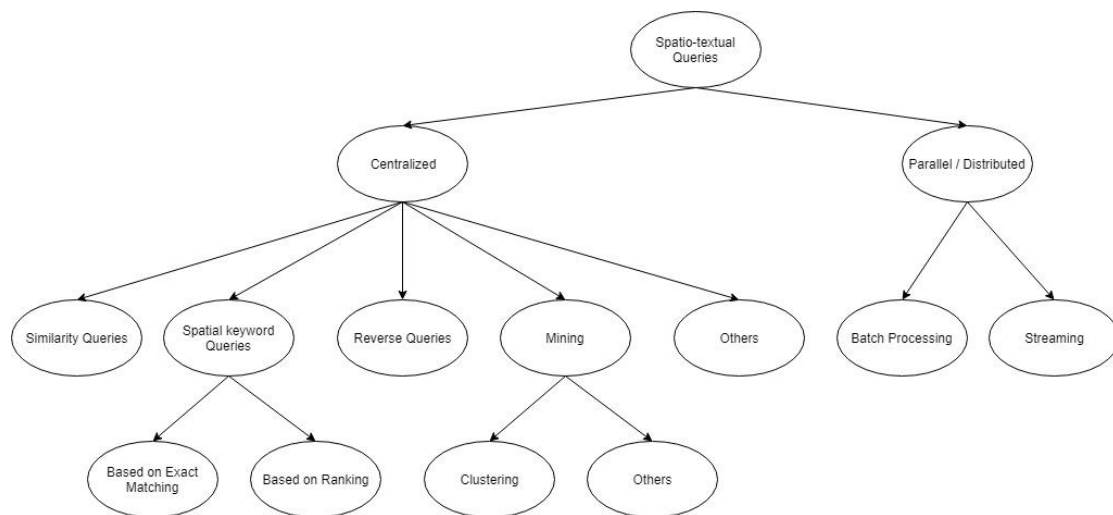 Spatio-textual
Queries
Centralized
Parallel / Distributed
Similarity Queries
Spatial keyword
Queries
Reverse Queries
Mining
Others
Batch Processing
Streaming
Based on Exact
Matching
Based on Ranking
Clustering
Others